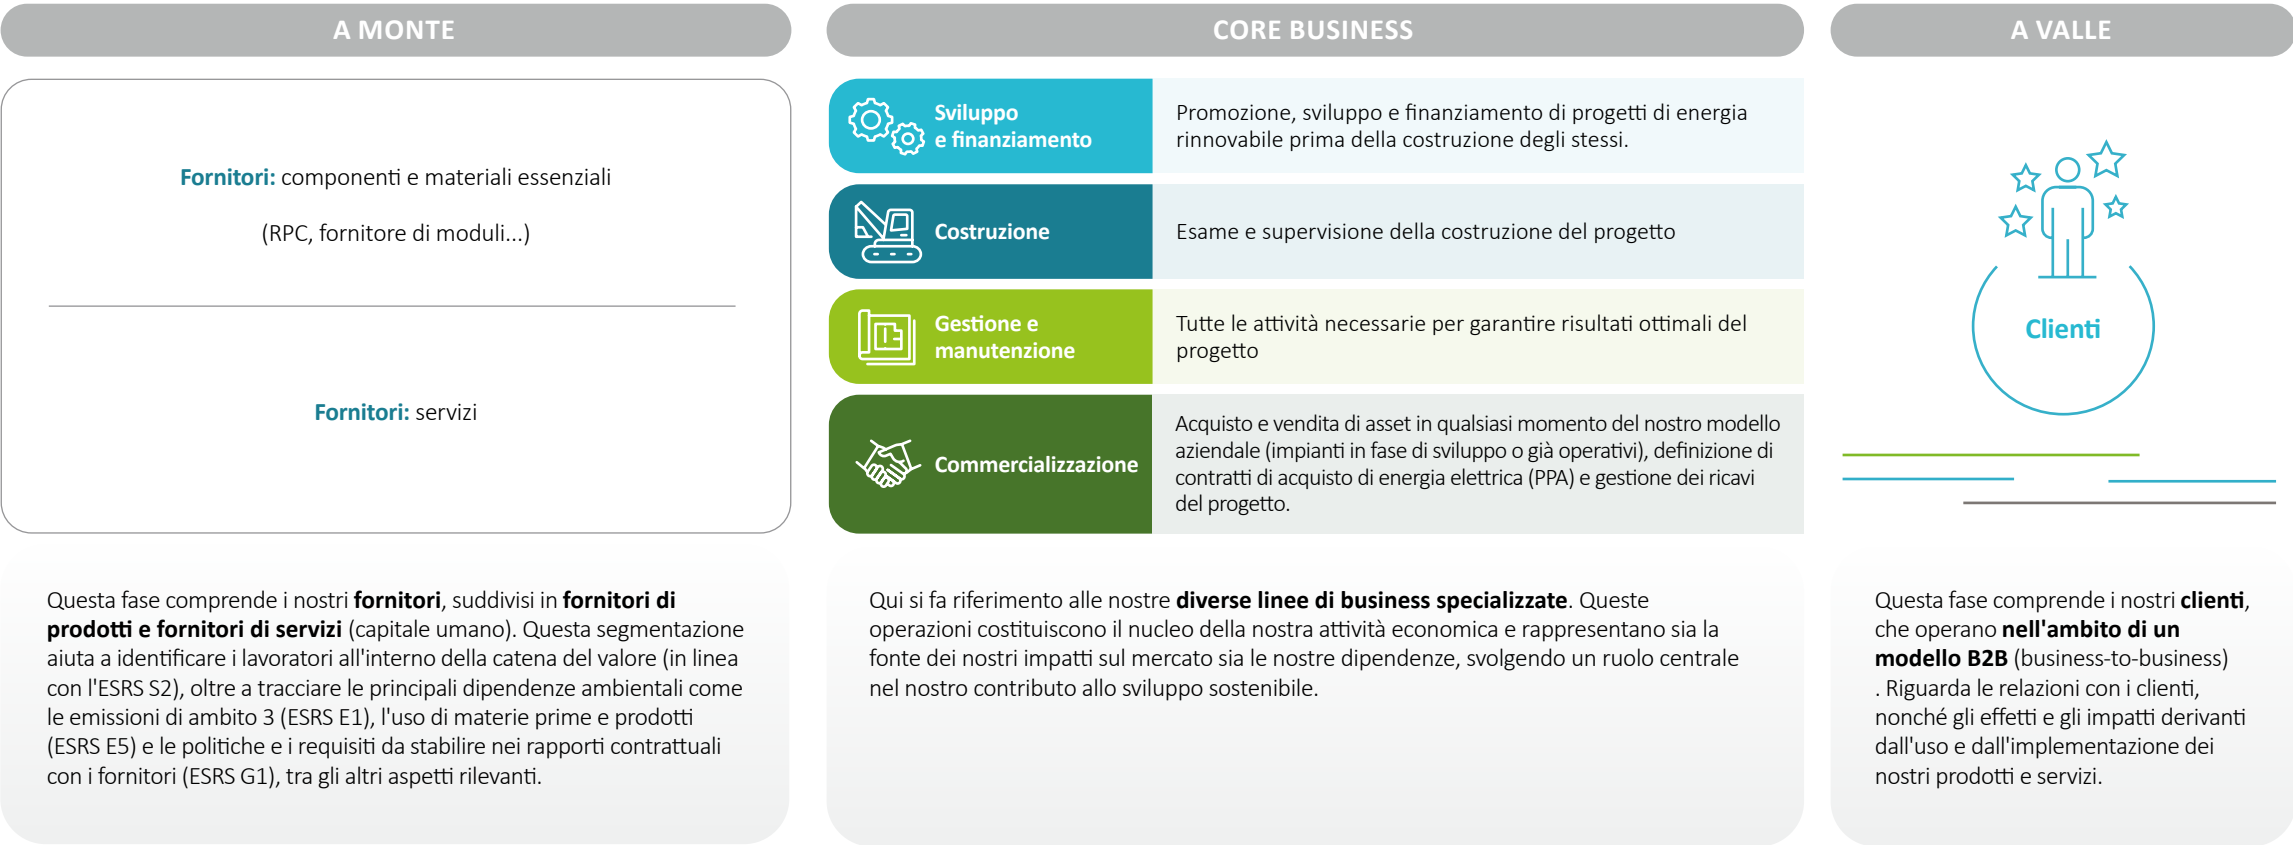 A MONTE
Fornitori: componenti e materiali essenziali
(RPC, fornitore di moduli...)
Fornitori: servizi
Questa fase comprende i nostri fornitori, suddivisi in fornitori di
prodotti e fornitori di servizi (capitale umano). Questa segmentazione
aiuta a identificare i lavoratori all'interno della catena del valore (in linea
con l'ESRS S2), oltre a tracciare le principali dipendenze ambientali come
le emissioni di ambito 3 (ESRS E1), l'uso di materie prime e prodotti
(ESRS E5) e le politiche e i requisiti da stabilire nei rapporti contrattuali
con i fornitori (ESRS G1), tra gli altri aspetti rilevanti.
CORE BUSINESS
Sviluppo
e finanziamento
Promozione, sviluppo e finanziamento di progetti di energia
rinnovabile prima della costruzione degli stessi.
Costruzione
Esame e supervisione della costruzione del progetto
Gestione e
manutenzione
Tutte le attività necessarie per garantire risultati ottimali del
progetto
Commercializzazione
Acquisto e vendita di asset in qualsiasi momento del nostro modello
aziendale (impianti in fase di sviluppo o già operativi), definizione di
contratti di acquisto di energia elettrica (PPA) e gestione dei ricavi
del progetto.
Qui si fa riferimento alle nostre diverse linee di business specializzate. Queste
operazioni costituiscono il nucleo della nostra attività economica e rappresentano sia la
fonte dei nostri impatti sul mercato sia le nostre dipendenze, svolgendo un ruolo centrale
nel nostro contributo allo sviluppo sostenibile.
A VALLE
Clienti
Questa fase comprende i nostri clienti,
che operano nell'ambito di un
modello B2B (business-to-business)
. Riguarda le relazioni con i clienti,
nonché gli effetti e gli impatti derivanti
dall'uso e dall'implementazione dei
nostri prodotti e servizi.